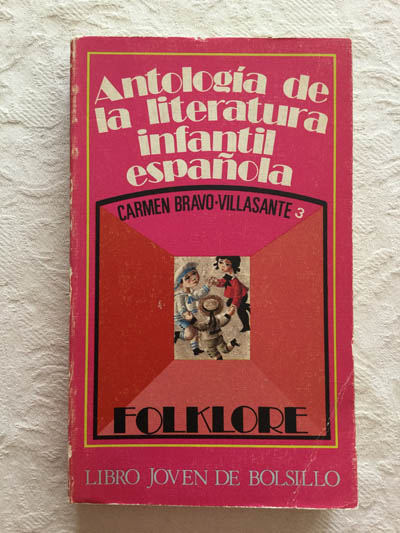 Antología de
la literatura
infantil
española
CARMEN BRAVO-VILLASANTE 3
FOLKLORE
LIBRO JOVEN DE BOLSILLO